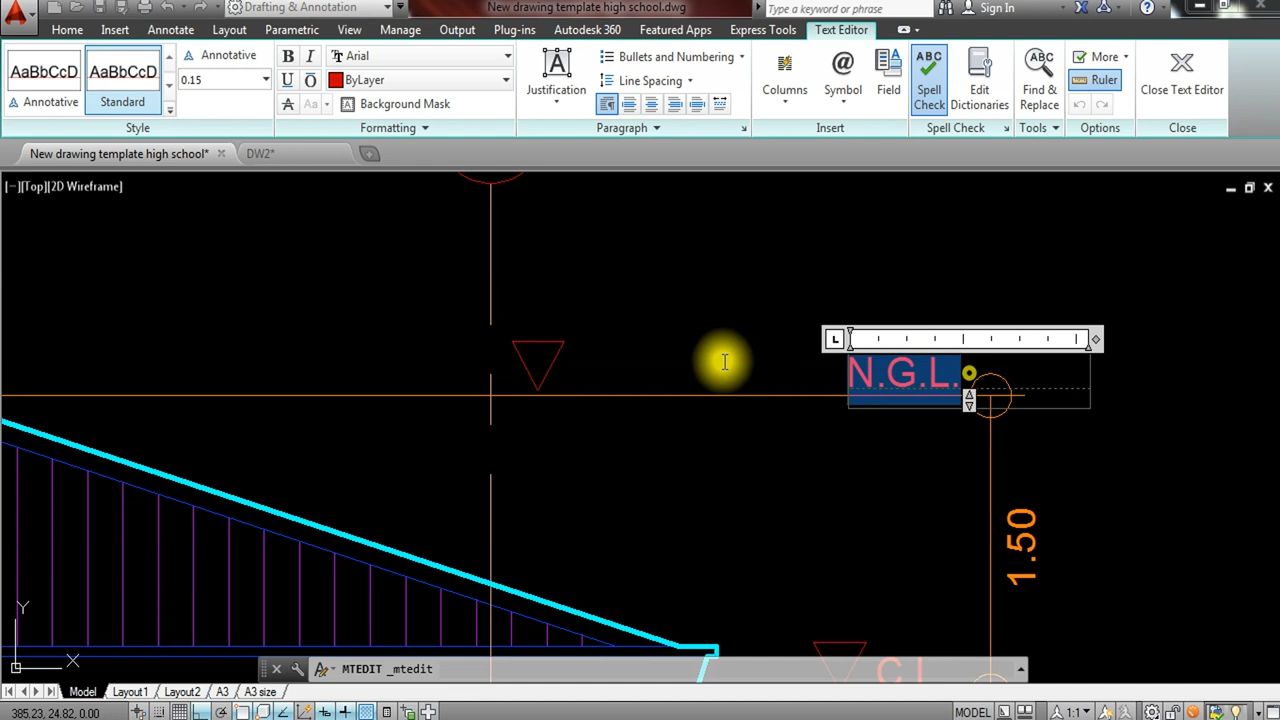 Drafting & Annotation
New drawing template high school.dwg
Type a keyword or phrase
Sign In
Home Insert Annotate Layout Parametric View Manage Output Plug-ins Autodesk 360 Featured Apps Express Tools Text Editor
AaBbCcD AaBbCcD
Annotative Standard
Annotative
0.15
Style
B I
U O
A Aa
Arial
ByLayer
Background Mask
Formatting
A
Justification
Bullets and Numbering
Line Spacing
Paragraph
Columns
@
Symbol
Field
Insert
ABC
Spell
Check
Edit
Dictionaries
Spell Check
ABC
Find &
Replace
Tools
More
Ruler
Options
Close Text Editor
Close
New drawing template high school*
DW2*
[−][Top][2D Wireframe]
L
N.G.L.
1.50
Y
X
MTEDIT _mtedit
Model Layout1 Layout2 A3 A3 size
385.23, 24.82, 0.00
MODEL
1:1